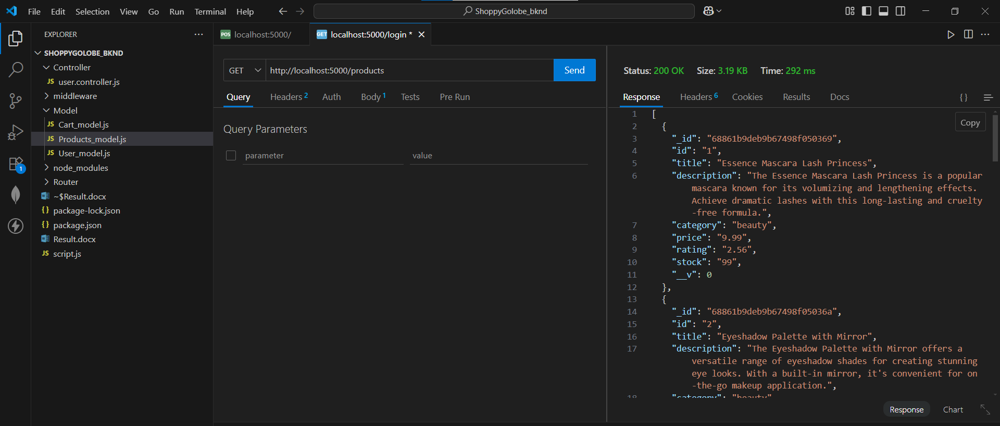 File Edit Selection View Go Run Terminal Help
ShoppyGolobe_bknd
EXPLORER
SHOPPYGOLOBE_BKND
Controller
JS user.controller.js
middleware
Model
JS Cart_model.js
JS Products_model.js
JS User_model.js
node_modules
Router
~$Result.docx
{} package-lock.json
{} package.json
Result.docx
JS script.js
1
POS localhost:5000/
GET localhost:5000/login *
GET http://localhost:5000/products Send
Query Headers 2 Auth Body 1 Tests Pre Run
Query Parameters
parameter value
Status: 200 OK Size: 3.19 KB Time: 292 ms
Response Headers 6 Cookies Results Docs {}
Copy
1 [
2 {
3 "_id": "68861b9deb9b67498f050369",
4 "id": "1",
5 "title": "Essence Mascara Lash Princess",
6 "description": "The Essence Mascara Lash Princess is a popular
mascara known for its volumizing and lengthening effects.
Achieve dramatic lashes with this long-lasting and cruelty
-free formula.",
7 "category": "beauty",
8 "price": "9.99",
9 "rating": "2.56",
10 "stock": "99",
11 "__v": 0
12 },
13 {
14 "_id": "68861b9deb9b67498f05036a",
15 "id": "2",
16 "title": "Eyeshadow Palette with Mirror",
17 "description": "The Eyeshadow Palette with Mirror offers a
versatile range of eyeshadow shades for creating stunning
eye looks. With a built-in mirror, it's convenient for on
-the-go makeup application.",
18 "category": "beauty"
Response Chart